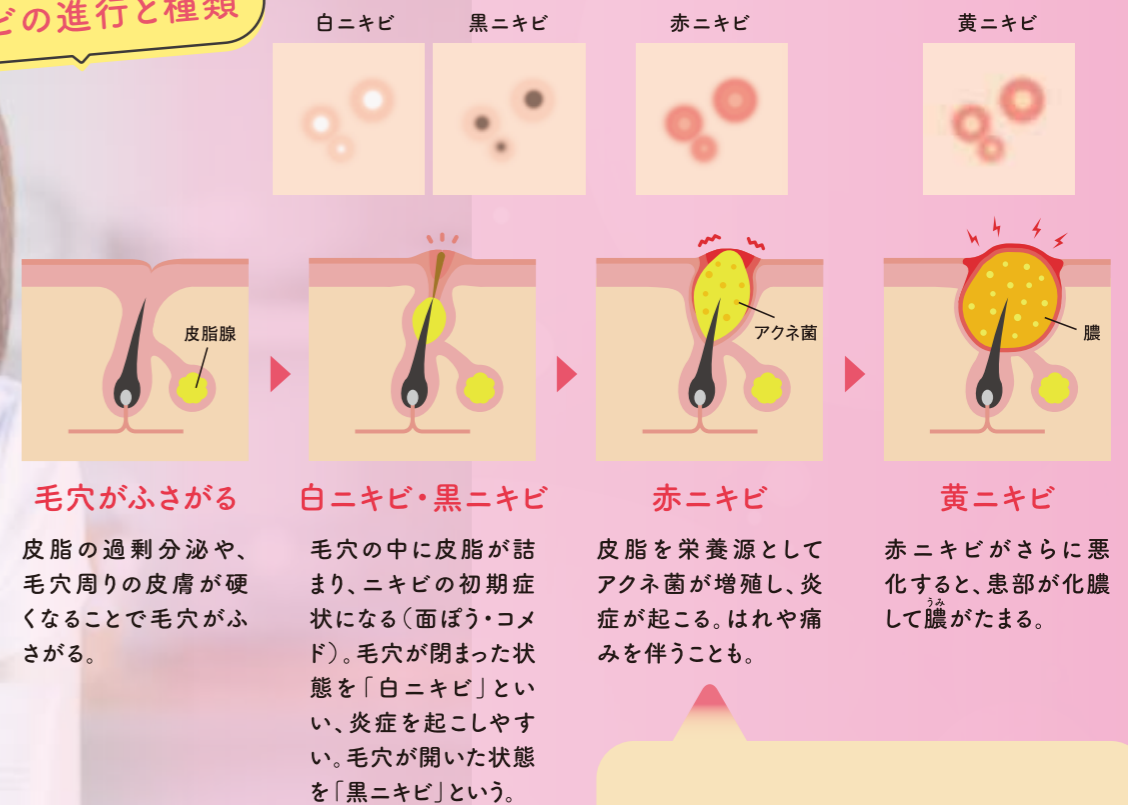 ビの進行と種類
白ニキビ
黒ニキビ
赤ニキビ
黄ニキビ
皮脂腺
アクネ菌
膿
毛穴がふさがる
皮脂の過剰分泌や、
毛穴周りの皮膚が硬
くなることで毛穴がふ
さがる。
白ニキビ・黒ニキビ
毛穴の中に皮脂が詰
まり、ニキビの初期症
状になる(面ぽう・コメ
ド)。毛穴が閉まった状
態を「白ニキビ」とい
い、炎症を起こしやす
い。毛穴が開いた状態
を「黒ニキビ」という。
赤ニキビ
皮脂を栄養源として
アクネ菌が増殖し、炎
症が起こる。はれや痛
みを伴うことも。
黄ニキビ
赤ニキビがさらに悪
化すると、患部が化膿
うみ
して膿がたまる。